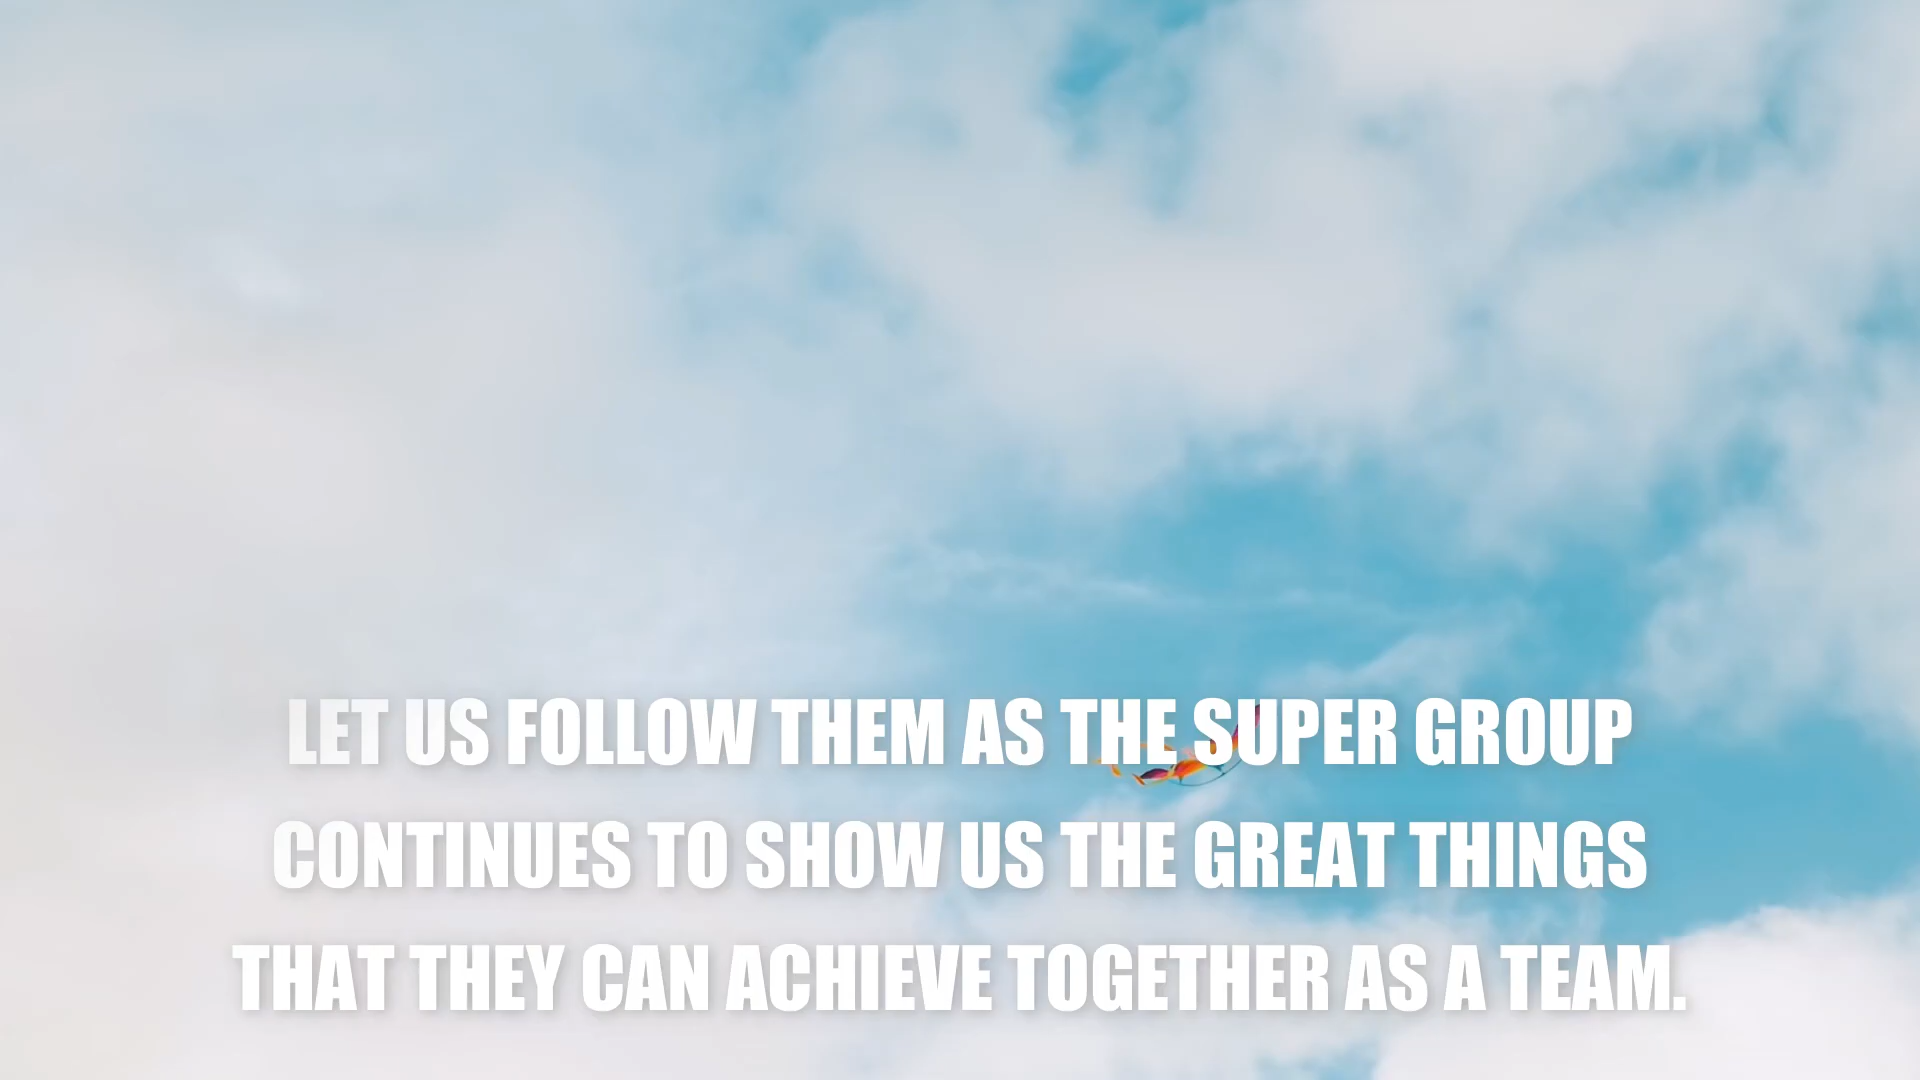 LET US FOLLOW THEM AS THE SUPER GROUP
CONTINUES TO SHOW US THE GREAT THINGS
THAT THEY CAN ACHIEVE TOGETHER AS A TEAM.